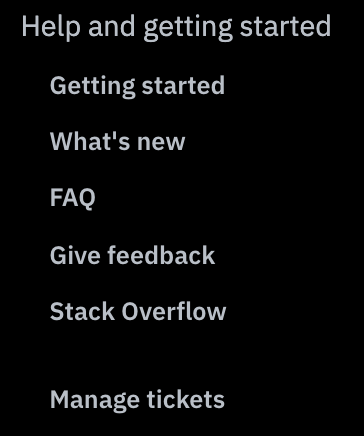 Help and getting started
Getting started
What's new
FAQ
Give feedback
Stack Overflow
Manage tickets